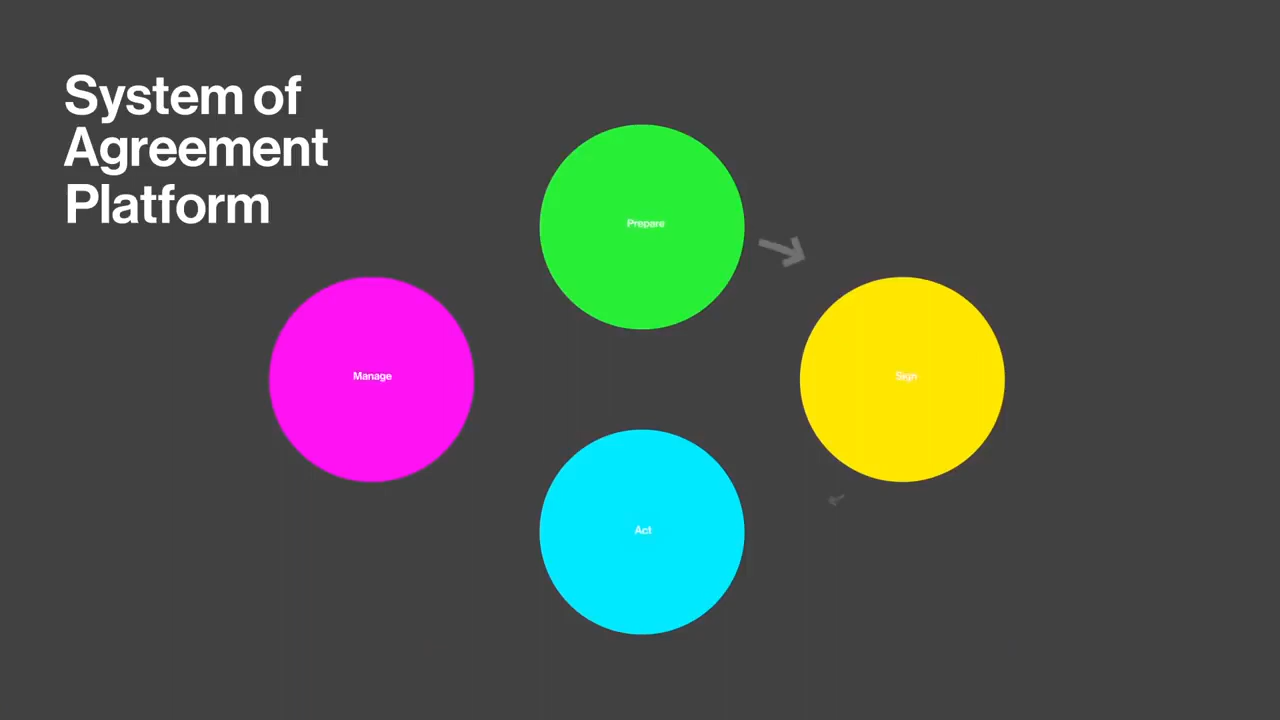 System of
Agreement
Platform
Prepare
Manage
Sign
Act